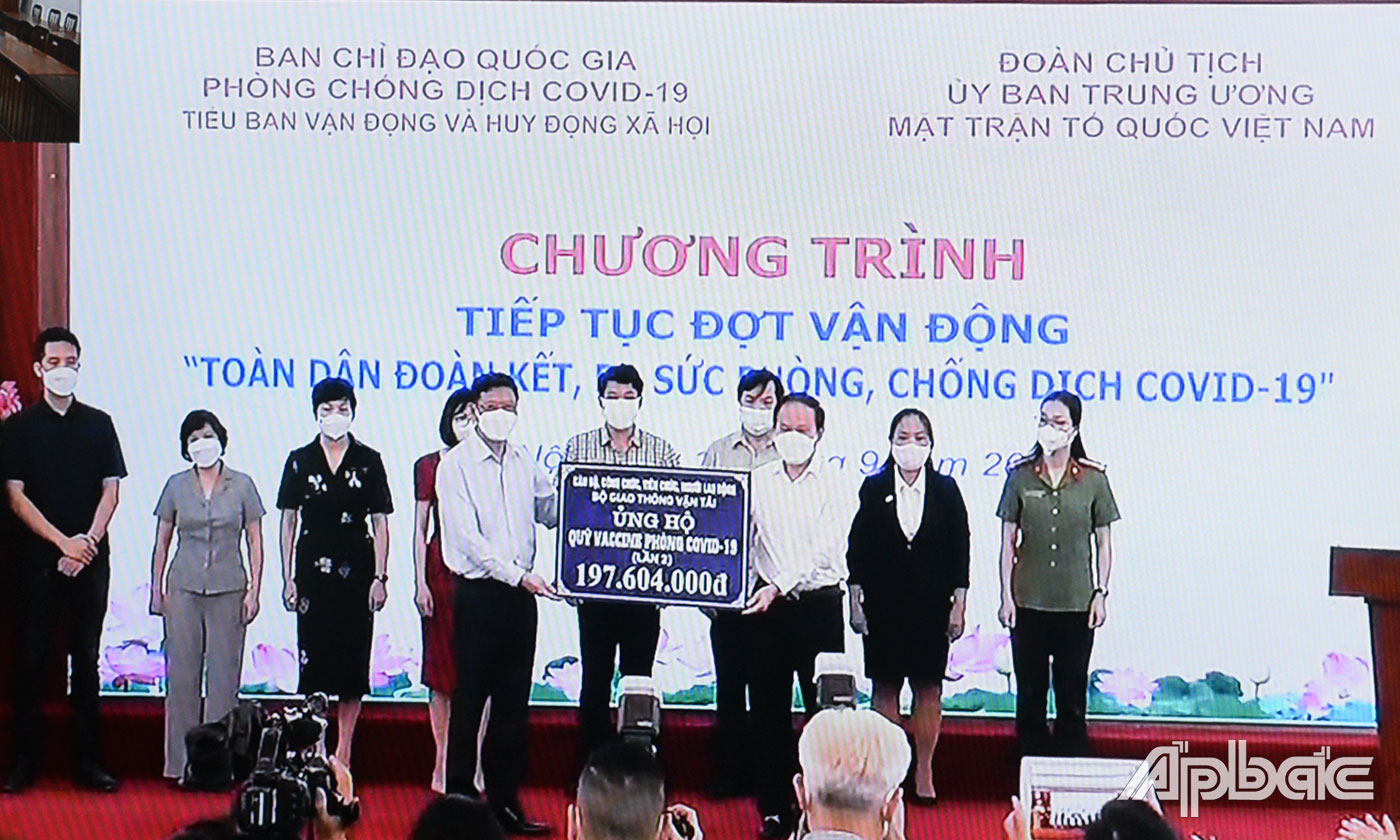 BAN CHỈ ĐẠO QUỐC GIA
PHÒNG CHỐNG DỊCH COVID-19
TIỂU BAN VẬN ĐỘNG VÀ HUY ĐỘNG XÃ HỘI
ĐOÀN CHỦ TỊCH
ỦY BAN TRUNG ƯƠNG
MẶT TRẬN TỔ QUỐC VIỆT NAM
CHƯƠNG TRÌNH
TIẾP TỤC ĐỢT VẬN ĐỘNG
"TOÀN DÂN ĐOÀN KẾT, SỨC PHÒNG, CHỐNG DỊCH COVID-19"
9
CÁN BỘ, CÔNG CHỨC, VIÊN CHỨC, NGƯỜI LAO ĐỘNG
BỘ GIAO THÔNG VẬN TẢI
ỦNG HỘ
QUỸ VACCINE PHÒNG COVID-19
(LẦN 2)
197.604.000đ
Apbắc